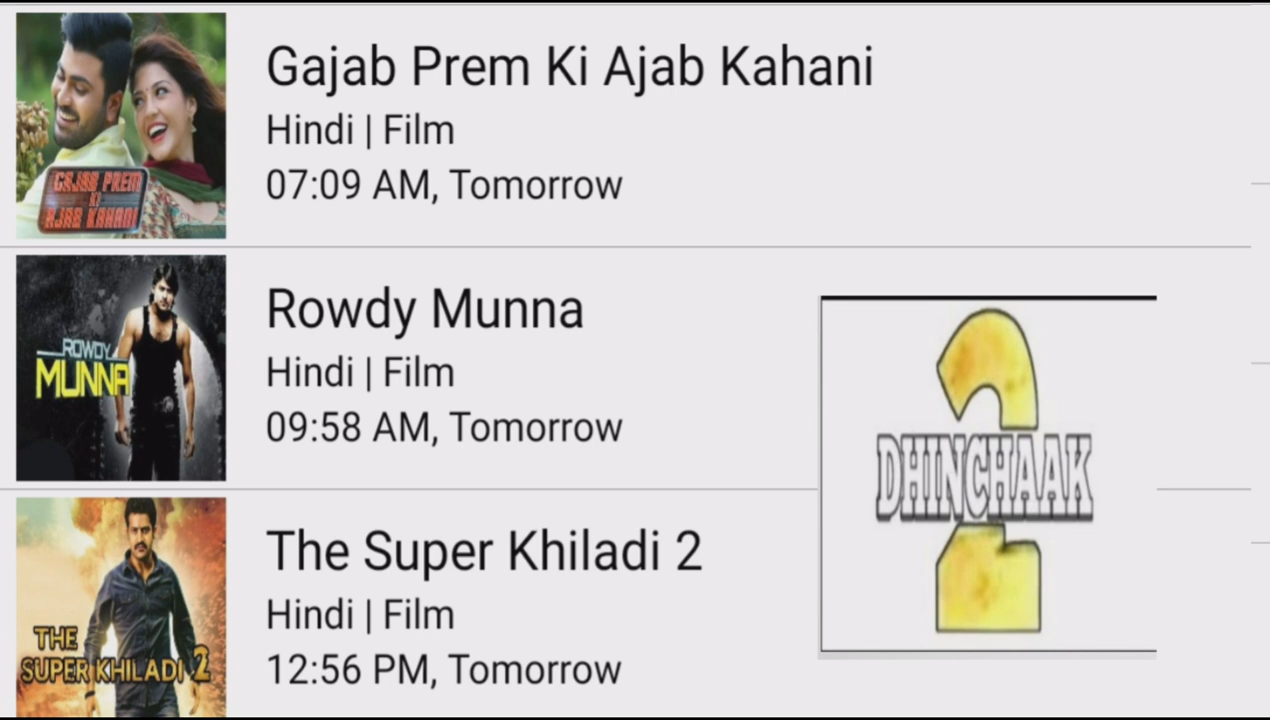 GAJAB PREM
KI
AJAB KAHANI
Gajab Prem Ki Ajab Kahani
Hindi | Film
07:09 AM, Tomorrow
ROWDY
MUNNA
Rowdy Munna
Hindi | Film
09:58 AM, Tomorrow
2
DHINCHAAK
THE
SUPER KHILADI 2
The Super Khiladi 2
Hindi | Film
12:56 PM, Tomorrow